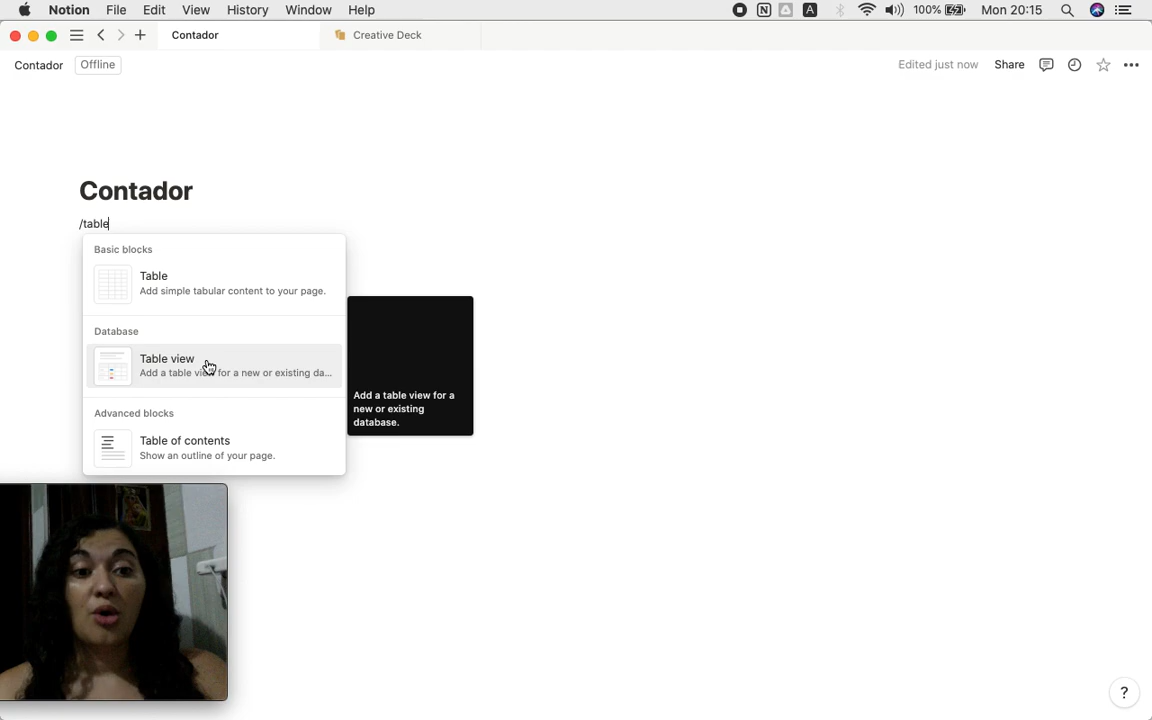 Notion File Edit View History Window Help 100% Mon 20:15
Contador Creative Deck
Contador Offline Edited just now Share
Contador
/table
Basic blocks
Table
Add simple tabular content to your page.
Database
Table view
Add a table view for a new or existing da...
Add a table view for a
new or existing
database.
Advanced blocks
Table of contents
Show an outline of your page.
?